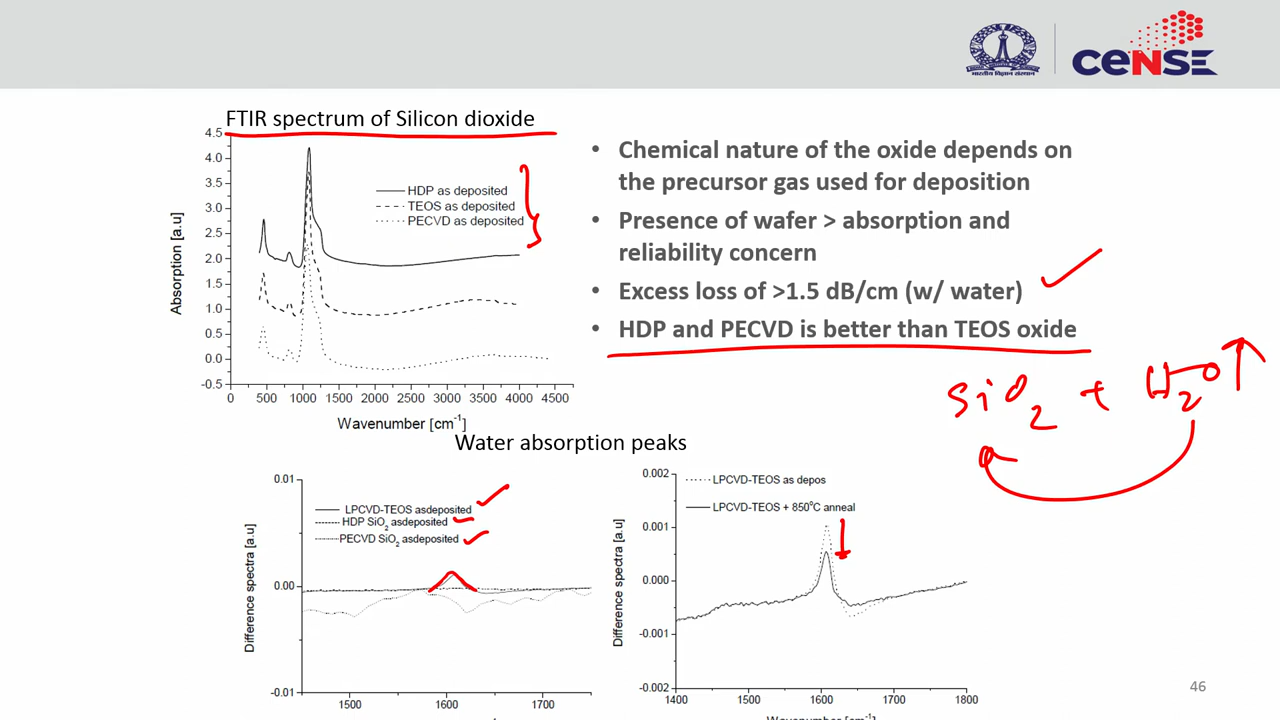 ceNSE
FTIR spectrum of Silicon dioxide
4.5
4.0
3.5
3.0
2.5
2.0
1.5
1.0
0.5
0.0
-0.5
Absorption [a.u]
HDP as deposited
TEOS as deposited
PECVD as deposited
0 500 1000 1500 2000 2500 3000 3500 4000 4500
Wavenumber [cm-1]
• Chemical nature of the oxide depends on
the precursor gas used for deposition
• Presence of wafer > absorption and
reliability concern
• Excess loss of >1.5 dB/cm (w/ water)
• HDP and PECVD is better than TEOS oxide
SiO2 + H2O↑
Water absorption peaks
0.01
0.00
-0.01
Difference spectra [a.u]
LPCVD-TEOS asdeposited
HDP SiO2 asdeposited
PECVD SiO2 asdeposited
1500 1600 1700
0.002
0.001
0.000
-0.001
-0.002
Difference spectra [a.u]
LPCVD-TEOS as depos
LPCVD-TEOS + 850⁰C anneal
1400 1500 1600 1700 1800
Wavenumber [cm-1]
46